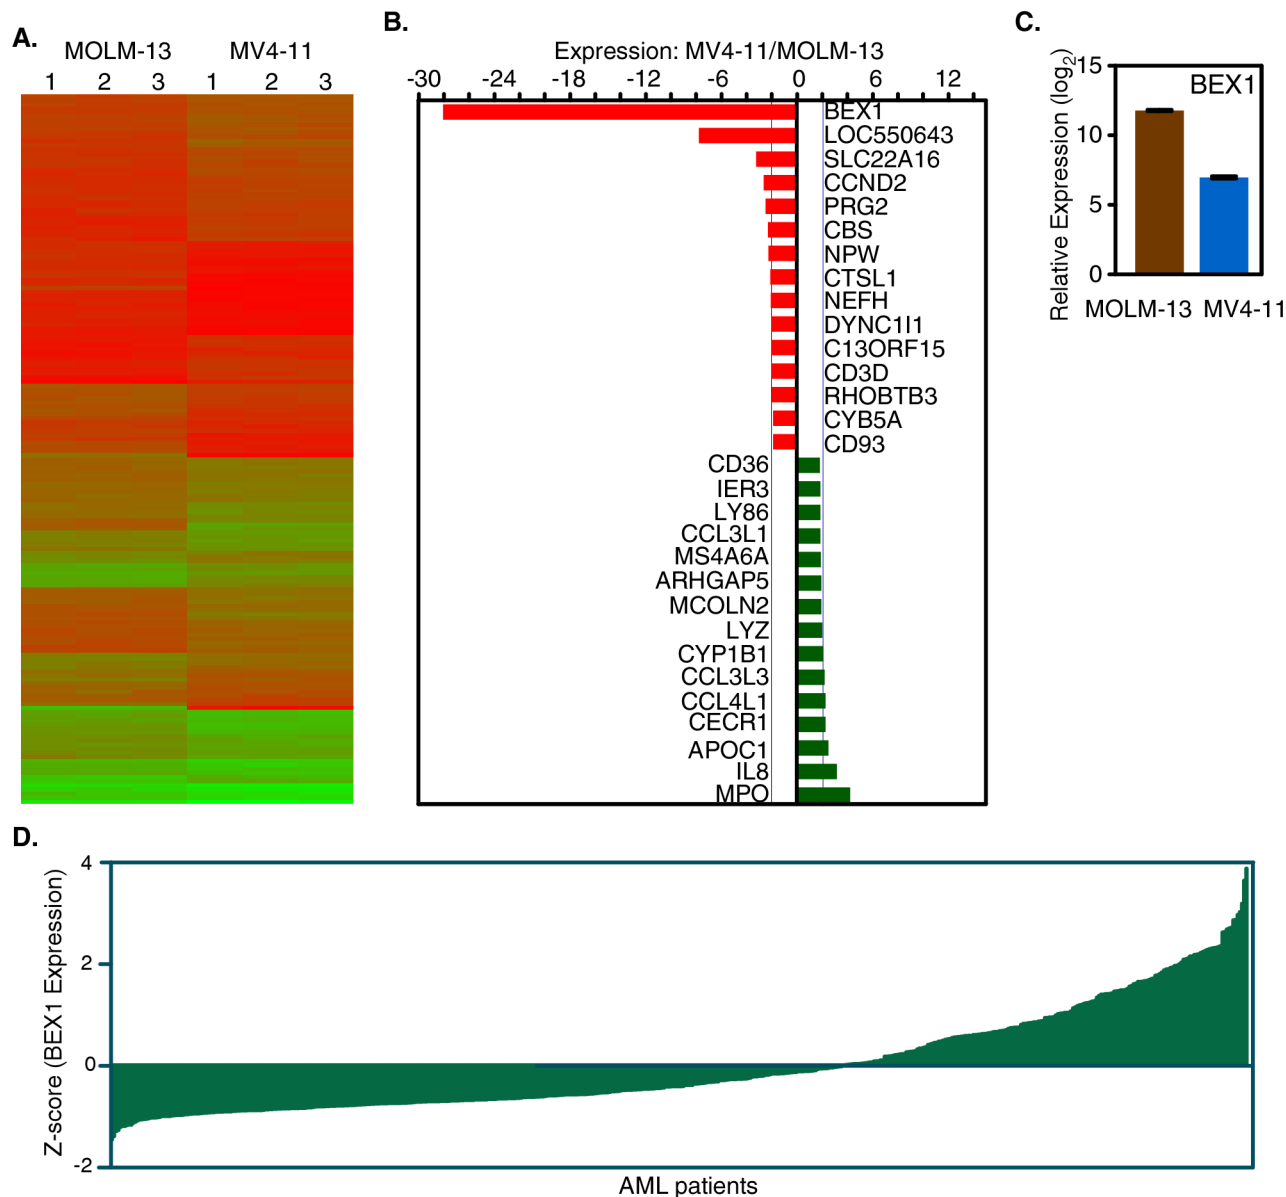 A.
MOLM-13 MV4-11
1 2 3 1 2 3
B.
Expression: MV4-11/MOLM-13
-30 -24 -18 -12 -6 0 6 12
BEX1
LOC550643
SLC22A16
CCND2
PRG2
CBS
NPW
CTSL1
NEFH
DYNC1I1
C13ORF15
CD3D
RHOBTB3
CYB5A
CD93
CD36
IER3
LY86
CCL3L1
MS4A6A
ARHGAP5
MCOLN2
LYZ
CYP1B1
CCL3L3
CCL4L1
CECR1
APOC1
IL8
MPO
C.
Relative Expression (log2)
15
10
5
0
BEX1
MOLM-13 MV4-11
D.
Z-score (BEX1 Expression)
4
2
0
-2
AML patients